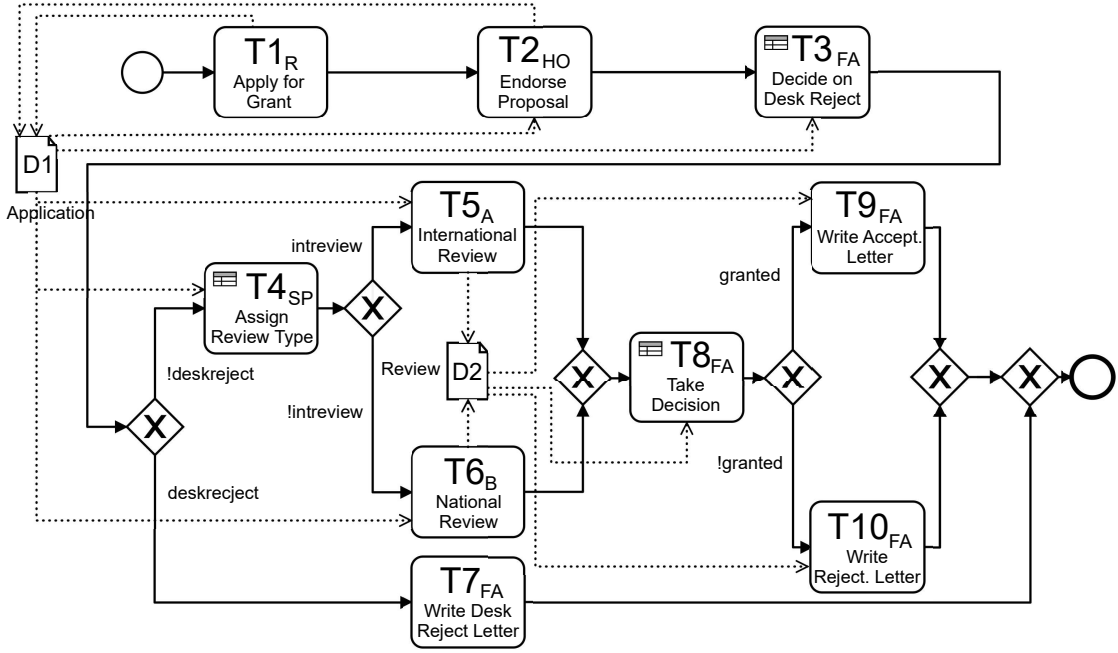 T1R
Apply for
Grant
T2HO
Endorse
Proposal
T3FA
Decide on
Desk Reject
D1
Application
T5A
International
Review
T9FA
Write Accept.
Letter
intreview
granted
T4SP
Assign
Review Type
X
!deskreject
Review
D2
X
T8FA
Take
Decision
X
X
X
!intreview
X
!granted
deskrecject
T6B
National
Review
T10FA
Write
Reject. Letter
T7FA
Write Desk
Reject Letter